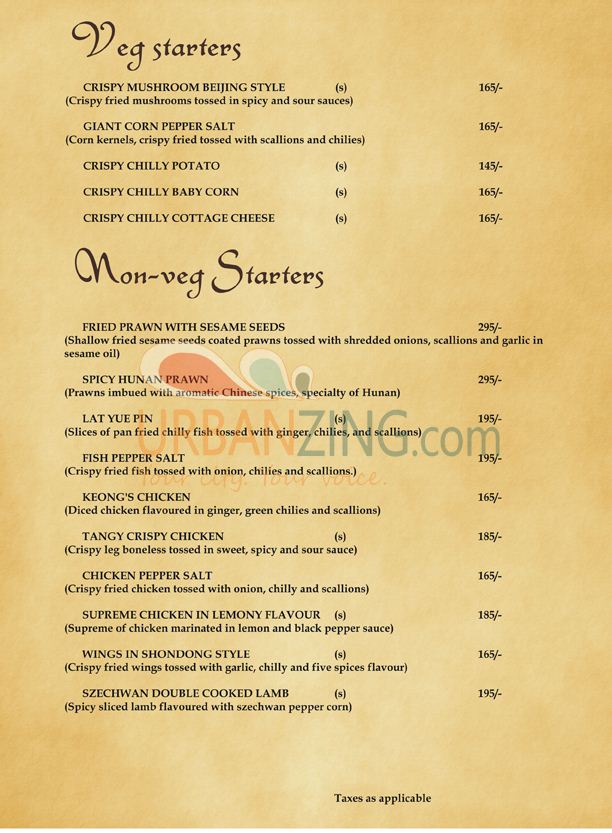 Veg starters
CRISPY MUSHROOM BEIJING STYLE (s) 165/-
(Crispy fried mushrooms tossed in spicy and sour sauces)
GIANT CORN PEPPER SALT 165/-
(Corn kernels, crispy fried tossed with scallions and chilies)
CRISPY CHILLY POTATO (s) 145/-
CRISPY CHILLY BABY CORN (s) 165/-
CRISPY CHILLY COTTAGE CHEESE (s) 165/-
Non-veg Starters
FRIED PRAWN WITH SESAME SEEDS 295/-
(Shallow fried sesame seeds coated prawns tossed with shredded onions, scallions and garlic in
sesame oil)
SPICY HUNAN PRAWN 295/-
(Prawns imbued with aromatic Chinese spices, specialty of Hunan)
LAT YUE PIN (s) 195/-
(Slices of pan fried chilly fish tossed with ginger, chilies, and scallions)
URBANZING.com
FISH PEPPER SALT 195/-
(Crispy fried fish tossed with onion, chilies and scallions.)
Your city. Your voice.
KEONG'S CHICKEN 165/-
(Diced chicken flavoured in ginger, green chilies and scallions)
TANGY CRISPY CHICKEN (s) 185/-
(Crispy leg boneless tossed in sweet, spicy and sour sauce)
CHICKEN PEPPER SALT 165/-
(Crispy fried chicken tossed with onion, chilly and scallions)
SUPREME CHICKEN IN LEMONY FLAVOUR (s) 185/-
(Supreme of chicken marinated in lemon and black pepper sauce)
WINGS IN SHONDONG STYLE (s) 165/-
(Crispy fried wings tossed with garlic, chilly and five spices flavour)
SZECHWAN DOUBLE COOKED LAMB (s) 195/-
(Spicy sliced lamb flavoured with szechwan pepper corn)
Taxes as applicable